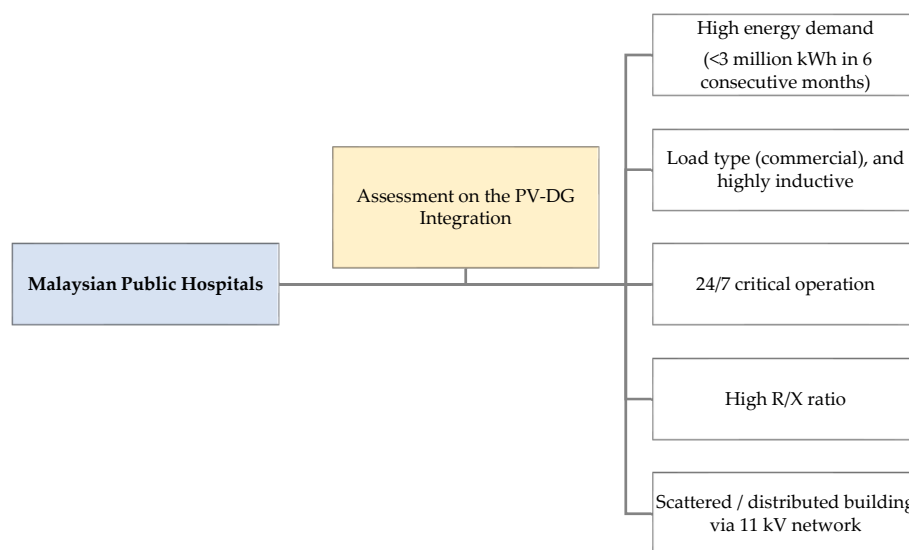 High energy demand
(<3 million kWh in 6
consecutive months)
Load type (commercial), and
highly inductive
Assessment on the PV-DG
Integration
Malaysian Public Hospitals
24/7 critical operation
High R/X ratio
Scattered / distributed building
via 11 kV network